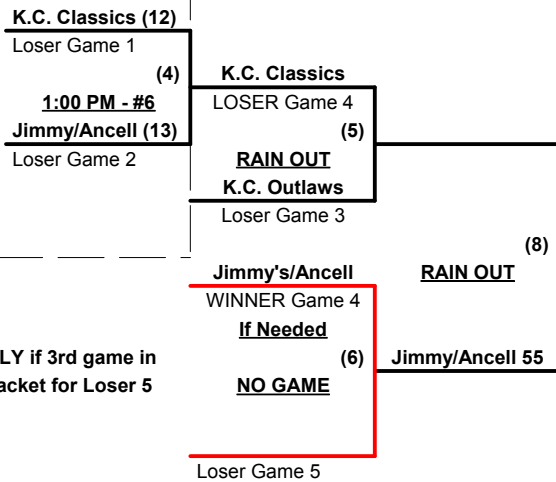 K.C. Classics (12)
Loser Game 1
(4)
1:00 PM - #6
Jimmy/Ancell (13)
Loser Game 2
K.C. Classics
LOSER Game 4
(5)
RAIN OUT
K.C. Outlaws
Loser Game 3
(8)
RAIN OUT
Jimmy's/Ancell
WINNER Game 4
If Needed
(6)
NO GAME
Jimmy/Ancell 55
LY if 3rd game in
acket for Loser 5
Loser Game 5